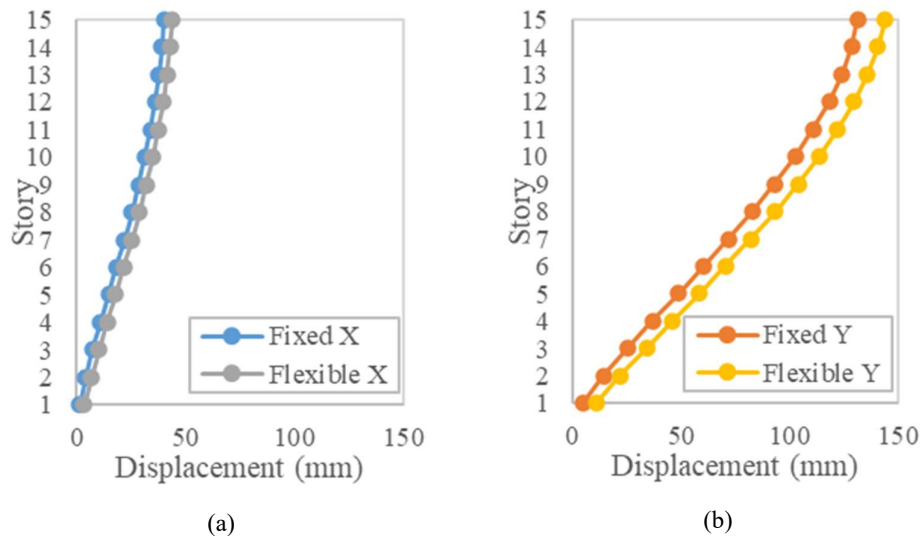 15
14
13
12
11
10
9
8
7
6
5
4
3
2
1
Story
Fixed X
Flexible X
0 50 100 150
Displacement (mm)
(a)
15
14
13
12
11
10
9
8
7
6
5
4
3
2
1
Story
Fixed Y
Flexible Y
0 50 100 150
Displacement (mm)
(b)